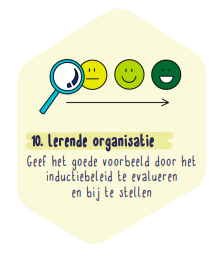 10. Lerende organisatie
Geef het goede voorbeeld door het
inductiebeleid te evalueren
en bij te stellen